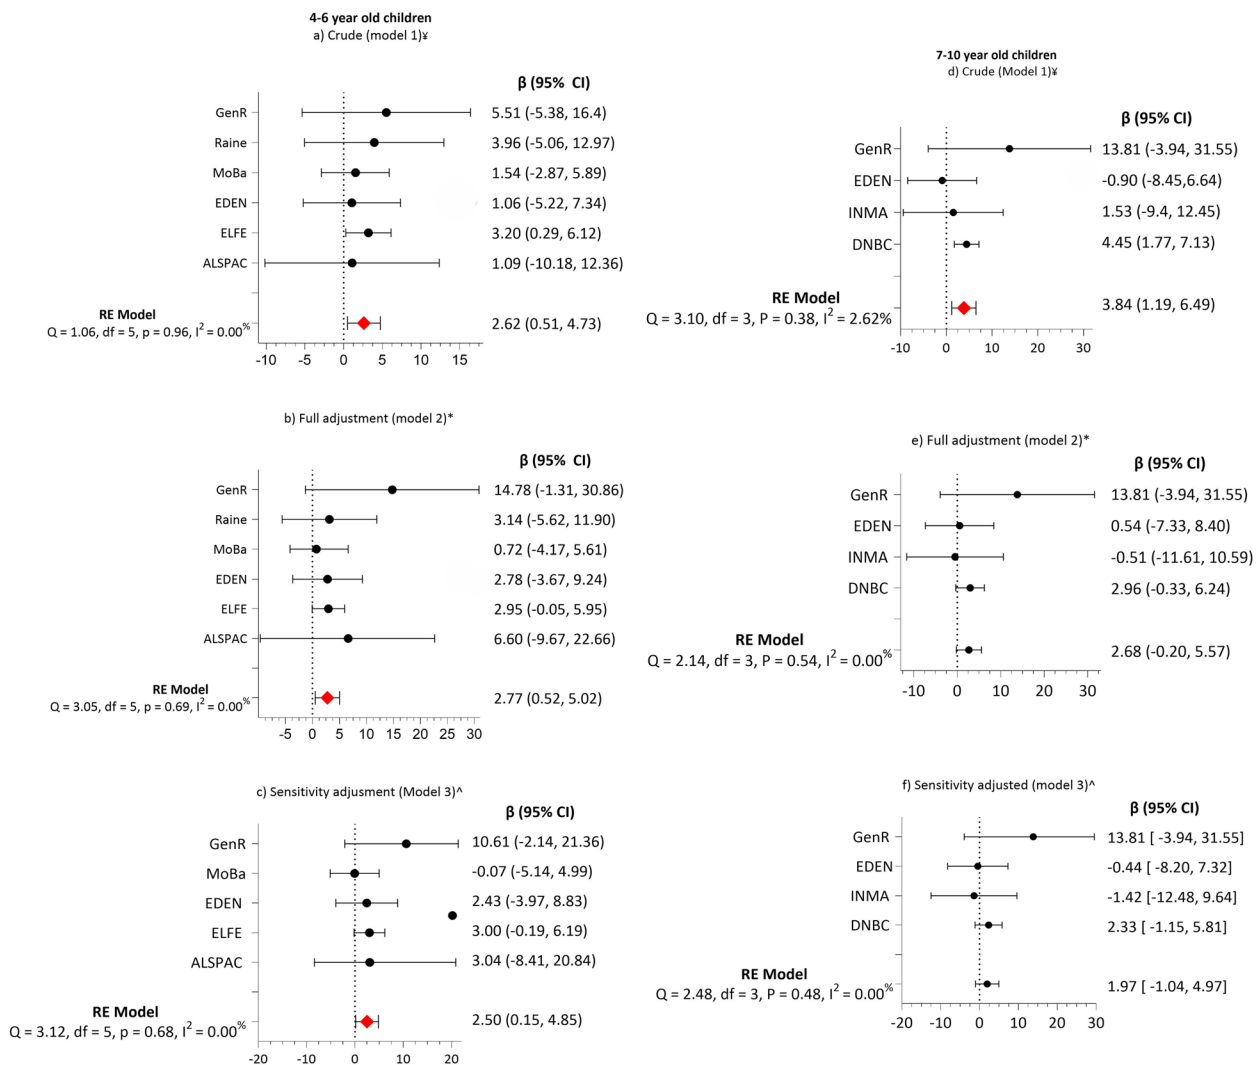 4-6 year old children
a) Crude (model 1)¥
β (95% CI)
GenR 5.51 (-5.38, 16.4)
Raine 3.96 (-5.06, 12.97)
MoBa 1.54 (-2.87, 5.89)
EDEN 1.06 (-5.22, 7.34)
ELFE 3.20 (0.29, 6.12)
ALSPAC 1.09 (-10.18, 12.36)
RE Model
Q = 1.06, df = 5, p = 0.96, I² = 0.00% 2.62 (0.51, 4.73)
-10 -5 0 5 10 15
b) Full adjustment (model 2)*
β (95% CI)
GenR 14.78 (-1.31, 30.86)
Raine 3.14 (-5.62, 11.90)
MoBa 0.72 (-4.17, 5.61)
EDEN 2.78 (-3.67, 9.24)
ELFE 2.95 (-0.05, 5.95)
ALSPAC 6.60 (-9.67, 22.66)
RE Model
Q = 3.05, df = 5, p = 0.69, I² = 0.00% 2.77 (0.52, 5.02)
-5 0 5 10 15 20 25 30
c) Sensitivity adjusment (Model 3)^
β (95% CI)
GenR 10.61 (-2.14, 21.36)
MoBa -0.07 (-5.14, 4.99)
EDEN 2.43 (-3.97, 8.83)
ELFE 3.00 (-0.19, 6.19)
ALSPAC 3.04 (-8.41, 20.84)
RE Model
Q = 3.12, df = 5, p = 0.68, I² = 0.00% 2.50 (0.15, 4.85)
-20 -10 0 10 20
7-10 year old children
d) Crude (Model 1)¥
β (95% CI)
GenR 13.81 (-3.94, 31.55)
EDEN -0.90 (-8.45,6.64)
INMA 1.53 (-9.4, 12.45)
DNBC 4.45 (1.77, 7.13)
RE Model
Q = 3.10, df = 3, P = 0.38, I² = 2.62% 3.84 (1.19, 6.49)
-10 0 10 20 30
e) Full adjustment (model 2)*
β (95% CI)
GenR 13.81 (-3.94, 31.55)
EDEN 0.54 (-7.33, 8.40)
INMA -0.51 (-11.61, 10.59)
DNBC 2.96 (-0.33, 6.24)
RE Model
Q = 2.14, df = 3, P = 0.54, I² = 0.00% 2.68 (-0.20, 5.57)
-10 0 10 20 30
f) Sensitivity adjusted (model 3)^
β (95% CI)
GenR 13.81 [ -3.94, 31.55]
EDEN -0.44 [ -8.20, 7.32]
INMA -1.42 [-12.48, 9.64]
DNBC 2.33 [ -1.15, 5.81]
RE Model
Q = 2.48, df = 3, P = 0.48, I² = 0.00% 1.97 [ -1.04, 4.97]
-20 -10 0 10 20 30